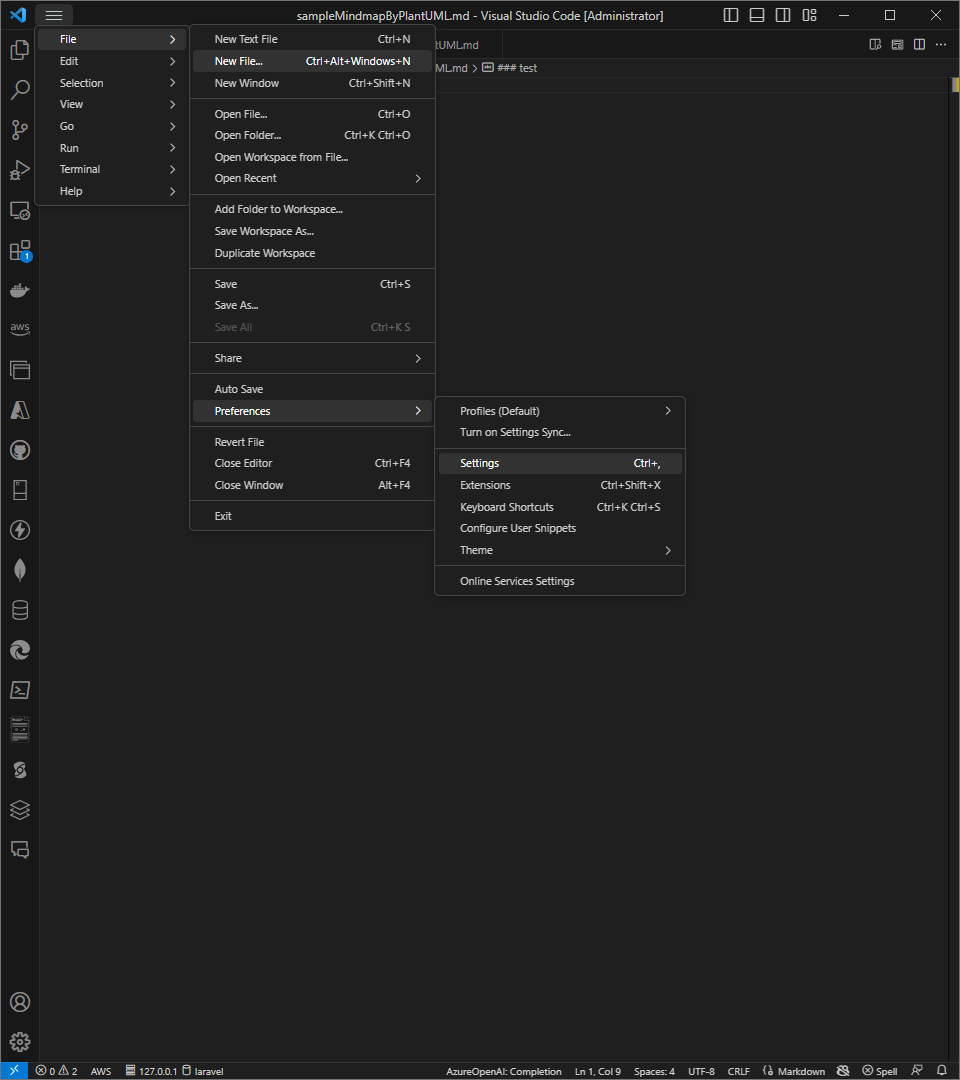 sampleMindmapByPlantUML.md - Visual Studio Code [Administrator]
File
Edit
Selection
View
Go
Run
Terminal
Help
New Text File Ctrl+N
New File... Ctrl+Alt+Windows+N
New Window Ctrl+Shift+N
Open File... Ctrl+O
Open Folder... Ctrl+K Ctrl+O
Open Workspace from File...
Open Recent
Add Folder to Workspace...
Save Workspace As...
Duplicate Workspace
Save Ctrl+S
Save As...
Save All Ctrl+K S
Share
Auto Save
Preferences
Revert File
Close Editor Ctrl+F4
Close Window Alt+F4
Exit
tUML.md
ML.md > abc ### test
Profiles (Default)
Turn on Settings Sync...
Settings Ctrl+,
Extensions Ctrl+Shift+X
Keyboard Shortcuts Ctrl+K Ctrl+S
Configure User Snippets
Theme
Online Services Settings
1
aws
0 2 AWS 127.0.0.1 laravel AzureOpenAI: Completion Ln 1, Col 9 Spaces: 4 UTF-8 CRLF Markdown Spell